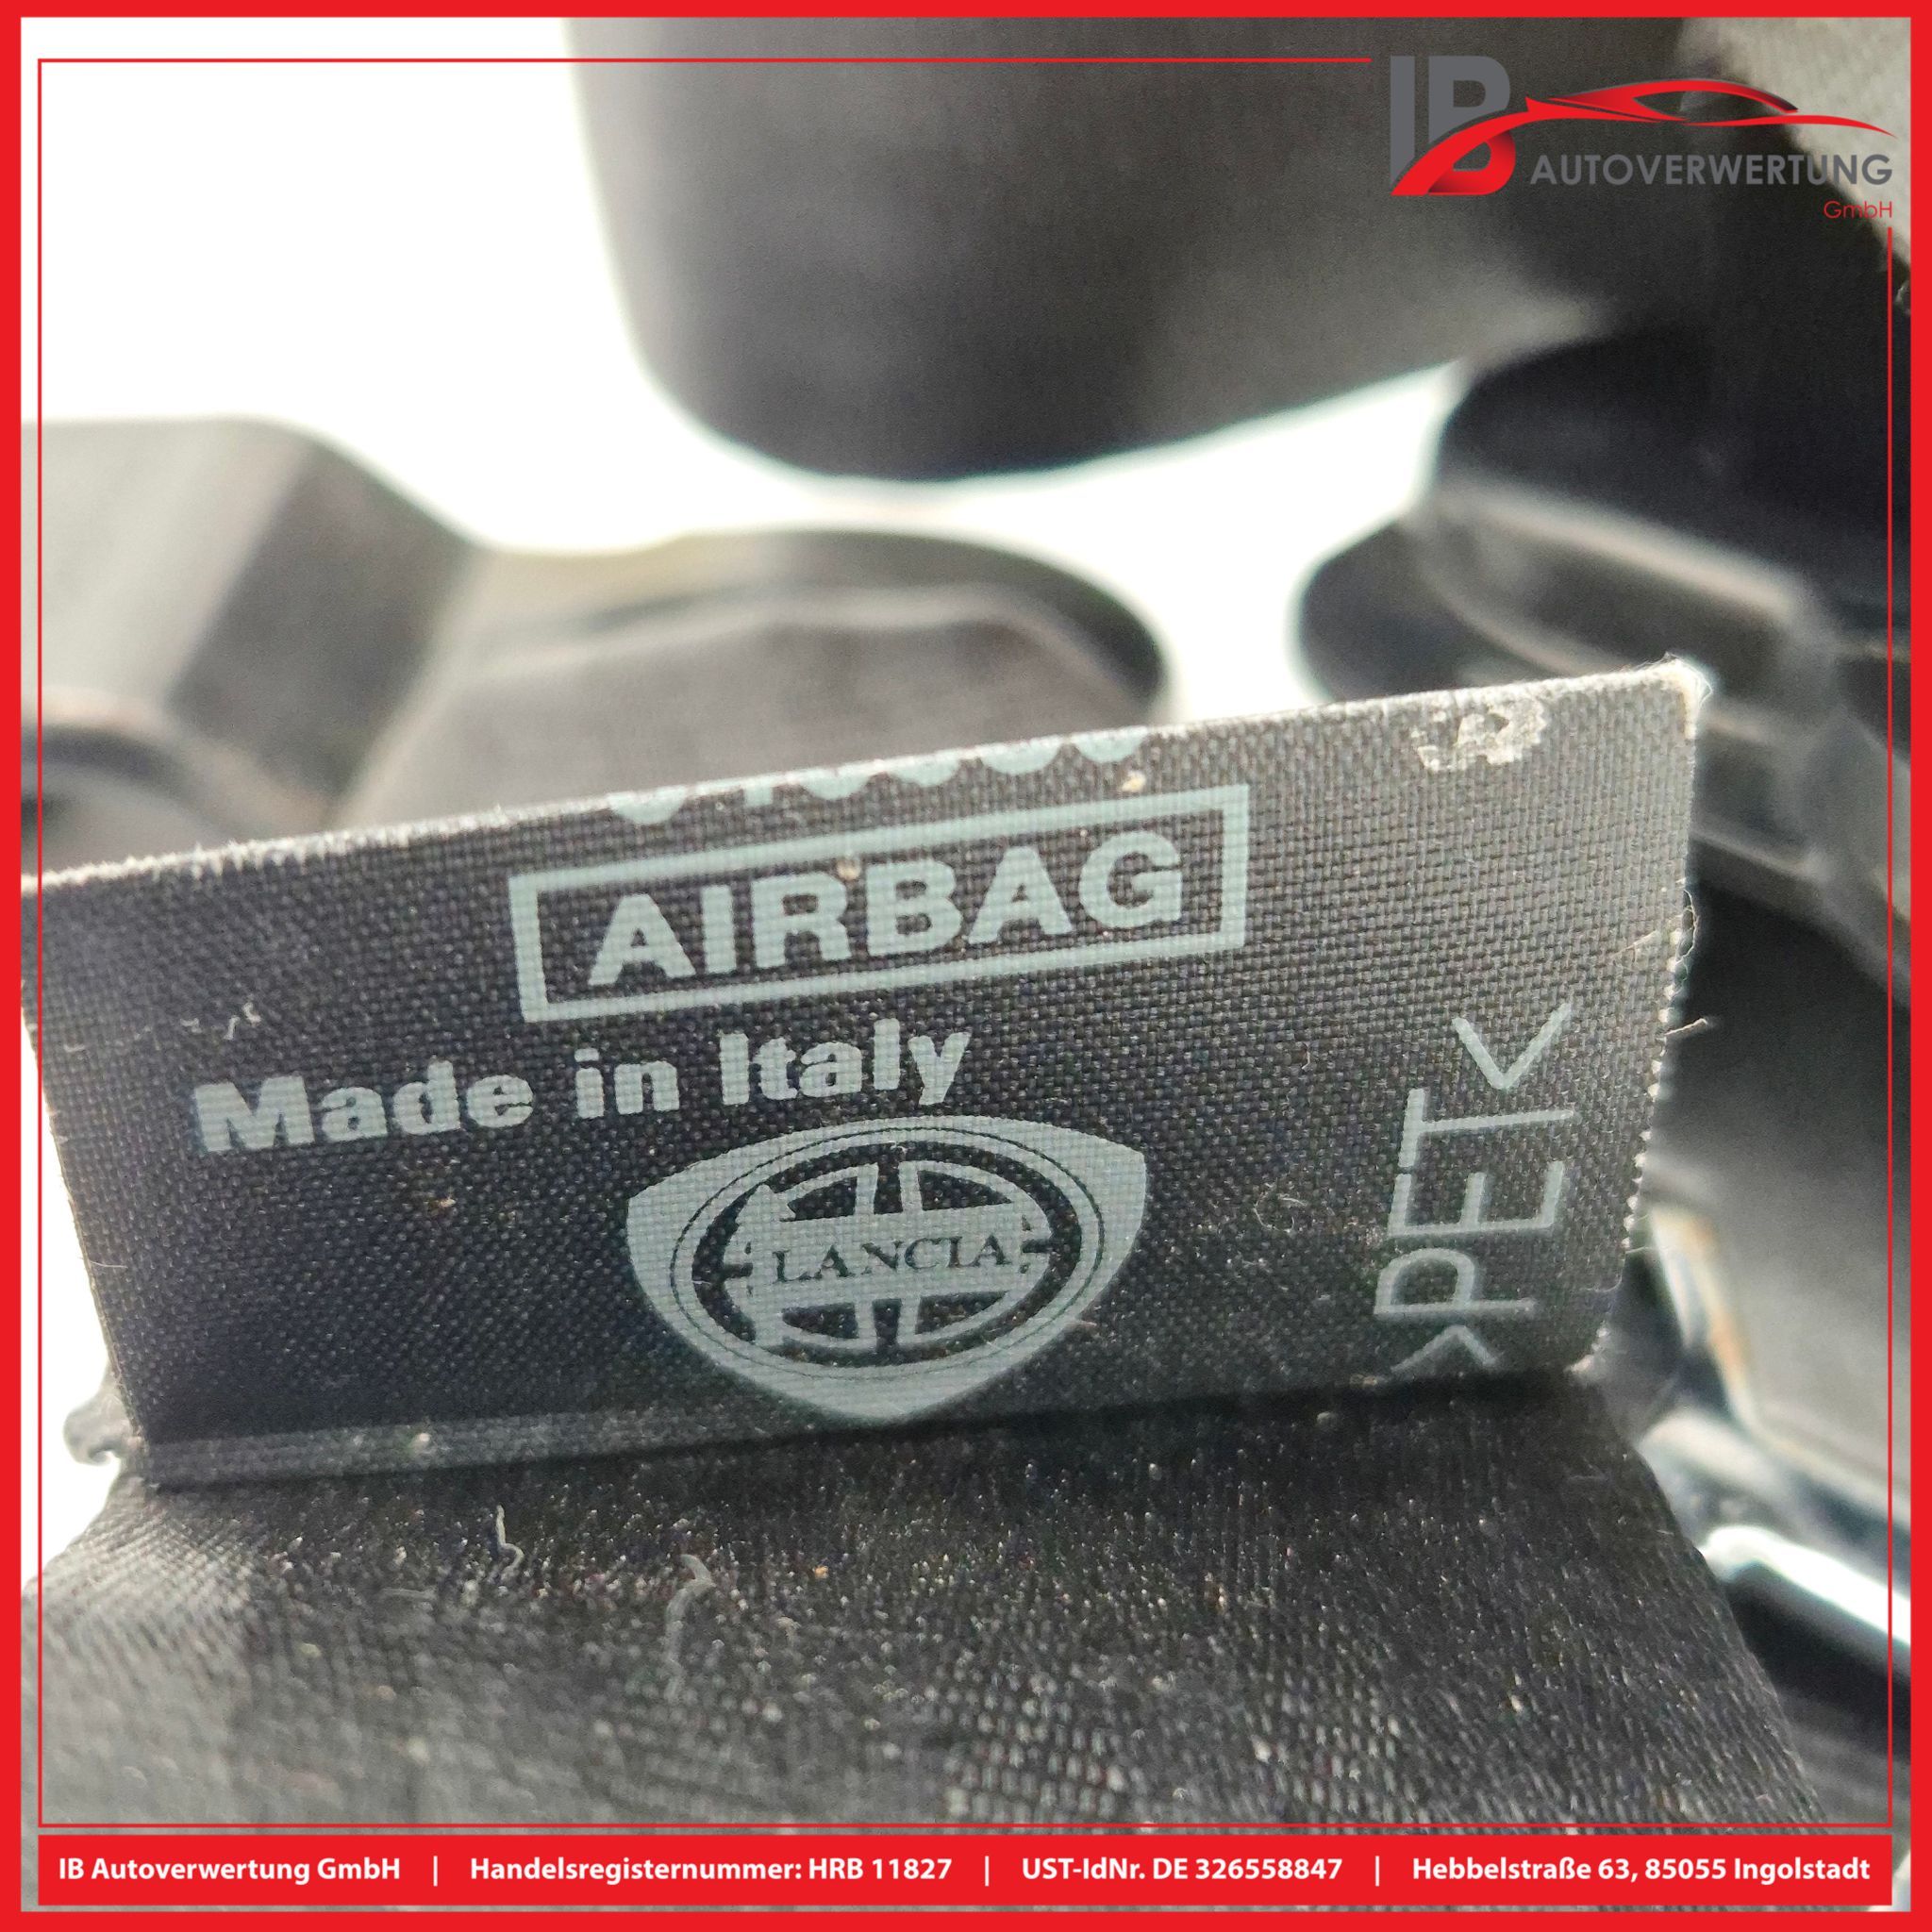 IB
AUTOVERWERTUNG
GmbH
AIRBAG
Made in Italy
LANCIA
>PET<
IB Autoverwertung GmbH | Handelsregisternummer: HRB 11827 | UST-IdNr. DE 326558847 | Hebbelstraße 63, 85055 Ingolstadt